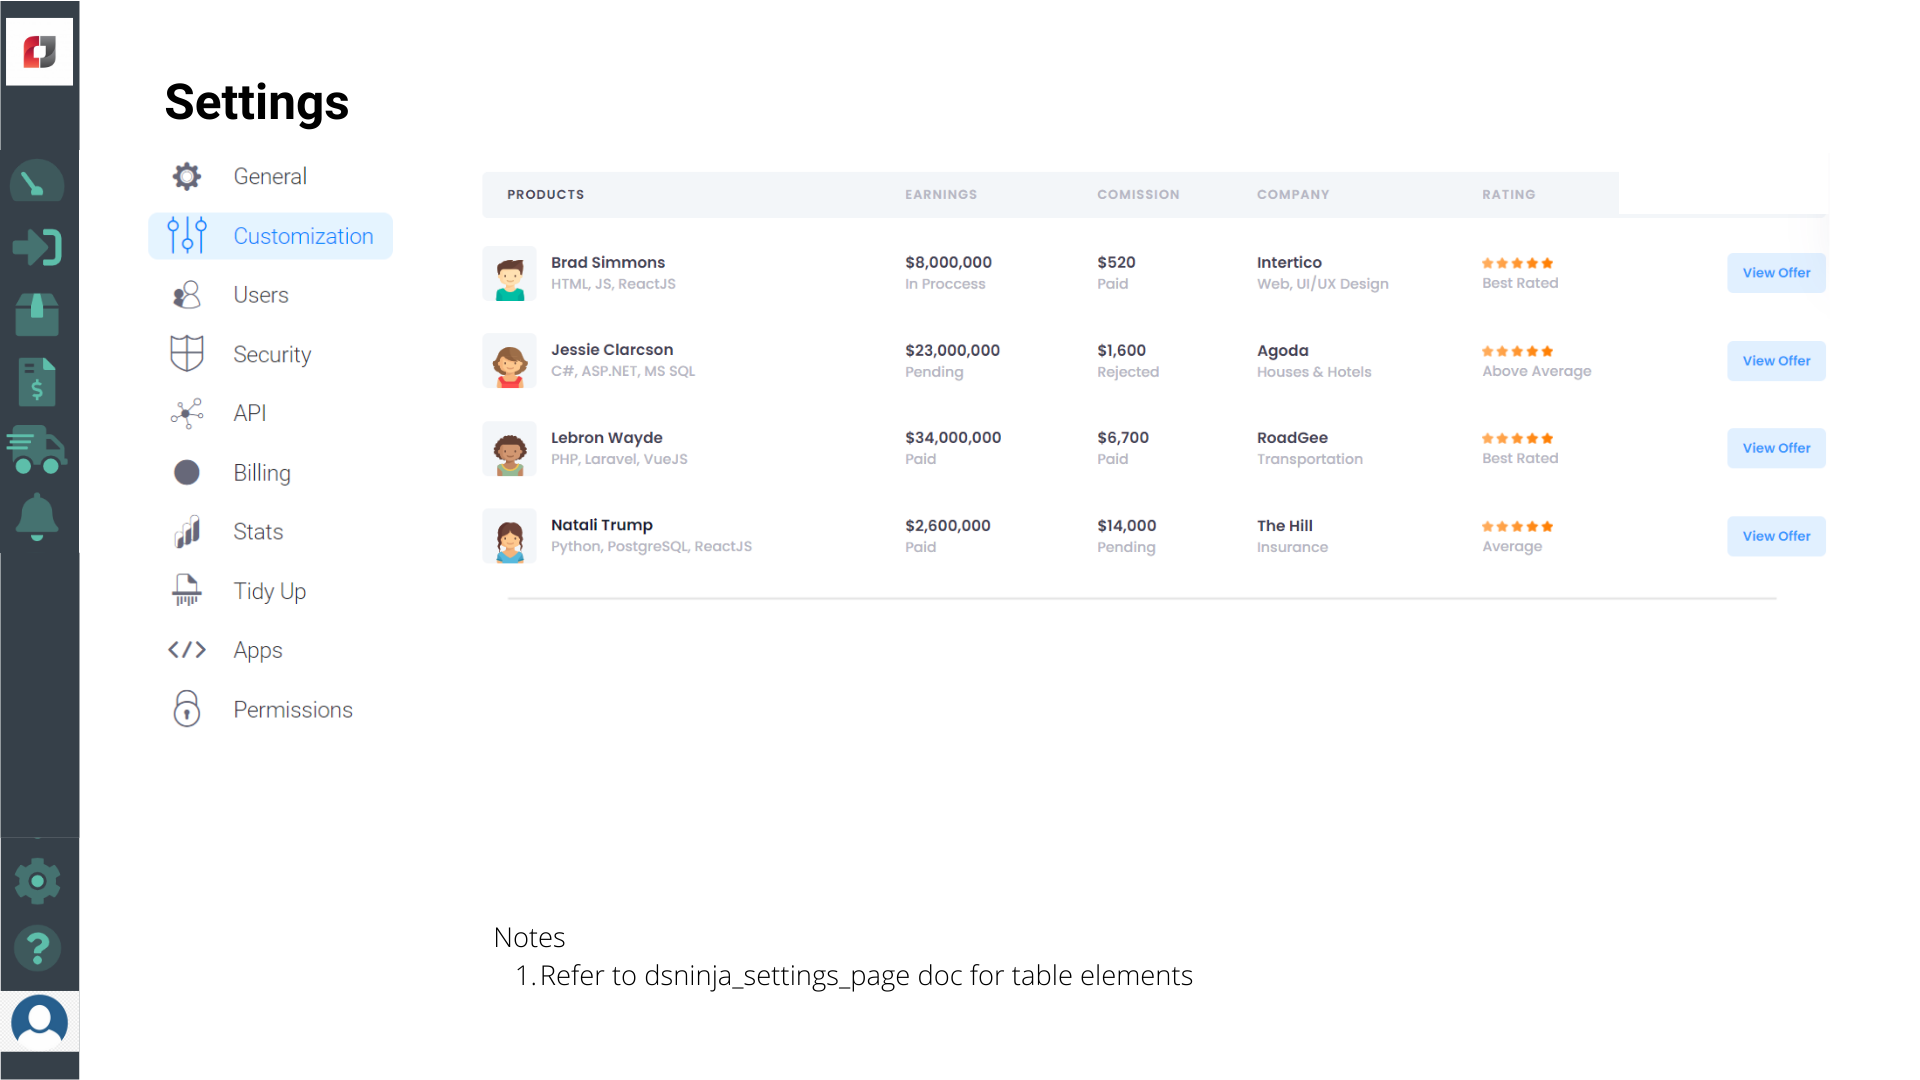 Settings
General
Customization
Users
Security
API
Billing
Stats
Tidy Up
Apps
Permissions
PRODUCTS EARNINGS COMISSION COMPANY RATING
Brad Simmons $8,000,000 $520 Intertico
HTML, JS, ReactJS In Proccess Paid Web, UI/UX Design Best Rated
View Offer
Jessie Clarcson $23,000,000 $1,600 Agoda
C#, ASP.NET, MS SQL Pending Rejected Houses & Hotels Above Average
View Offer
Lebron Wayde $34,000,000 $6,700 RoadGee
PHP, Laravel, VueJS Paid Paid Transportation Best Rated
View Offer
Natali Trump $2,600,000 $14,000 The Hill
Python, PostgreSQL, ReactJS Paid Pending Insurance Average
View Offer
Notes
1. Refer to dsninja_settings_page doc for table elements